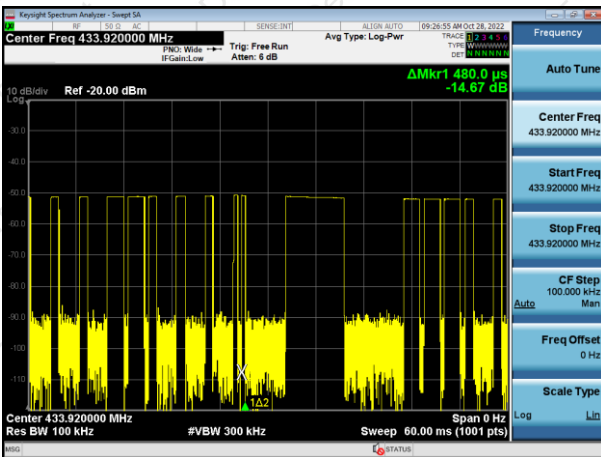 Keysight Spectrum Analyzer - Swept SA
RF 50 Ω AC SENSE:INT ALIGN AUTO 09:26:55 AM Oct 28, 2022
Center Freq 433.920000 MHz
PNO: Wide
IFGain:Low
Trig: Free Run
Atten: 6 dB
Avg Type: Log-Pwr
TRACE 1 2 3 4 5 6
TYPE WWWWWW
DET NNNNNN
ΔMkr1 480.0 µs
-14.67 dB
10 dB/div Ref -20.00 dBm
Log
-30.0
-40.0
-50.0
-60.0
-70.0
-80.0
-90.0
-100
-110
1Δ2
Center 433.920000 MHz Span 0 Hz
Res BW 100 kHz #VBW 300 kHz Sweep 60.00 ms (1001 pts)
MSG STATUS
Frequency
Auto Tune
Center Freq
433.920000 MHz
Start Freq
433.920000 MHz
Stop Freq
433.920000 MHz
CF Step
100.000 kHz
Auto Man
Freq Offset
0 Hz
Scale Type
Log Lin